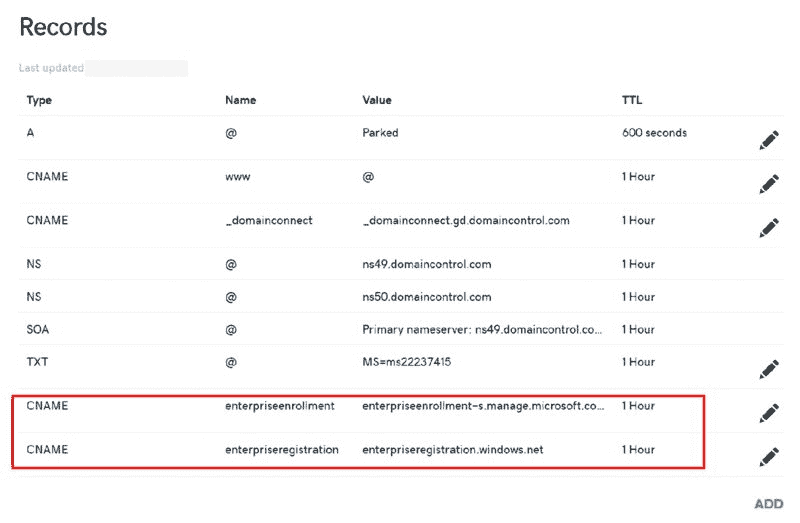 Records
Last updated
Type Name Value TTL
A @ Parked 600 seconds
CNAME www @ 1 Hour
CNAME _domainconnect _domainconnect.gd.domaincontrol.com 1 Hour
NS @ ns49.domaincontrol.com 1 Hour
NS @ ns50.domaincontrol.com 1 Hour
SOA @ Primary nameserver: ns49.domaincontrol.co... 1 Hour
TXT @ MS=ms22237415 1 Hour
CNAME enterpriseenrollment enterpriseenrollment-s.manage.microsoft.co... 1 Hour
CNAME enterpriseregistration enterpriseregistration.windows.net 1 Hour
ADD